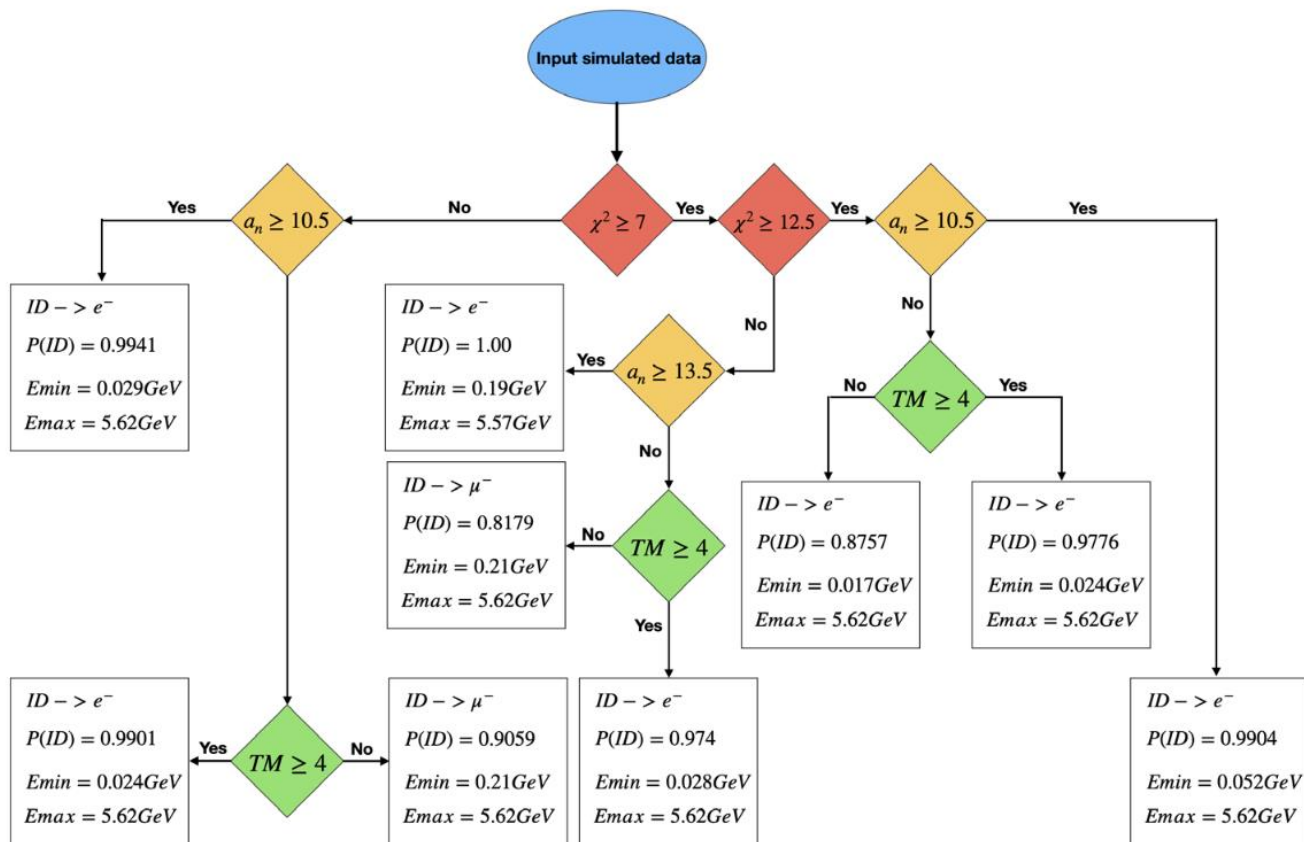 Input simulated data
Yes
aₙ ≥ 10.5
No
χ² ≥ 7
Yes
χ² ≥ 12.5
Yes
aₙ ≥ 10.5
Yes
ID − > e⁻
P(ID) = 0.9941
Emin = 0.029GeV
Emax = 5.62GeV
ID − > e⁻
P(ID) = 1.00
Emin = 0.19GeV
Emax = 5.57GeV
Yes
aₙ ≥ 13.5
No
No
No
TM ≥ 4
Yes
No
ID − > μ⁻
P(ID) = 0.8179
Emin = 0.21GeV
Emax = 5.62GeV
No
TM ≥ 4
Yes
ID − > e⁻
P(ID) = 0.8757
Emin = 0.017GeV
Emax = 5.62GeV
ID − > e⁻
P(ID) = 0.9776
Emin = 0.024GeV
Emax = 5.62GeV
ID − > e⁻
P(ID) = 0.9901
Emin = 0.024GeV
Emax = 5.62GeV
Yes
TM ≥ 4
No
ID − > μ⁻
P(ID) = 0.9059
Emin = 0.21GeV
Emax = 5.62GeV
ID − > e⁻
P(ID) = 0.974
Emin = 0.028GeV
Emax = 5.62GeV
ID − > e⁻
P(ID) = 0.9904
Emin = 0.052GeV
Emax = 5.62GeV